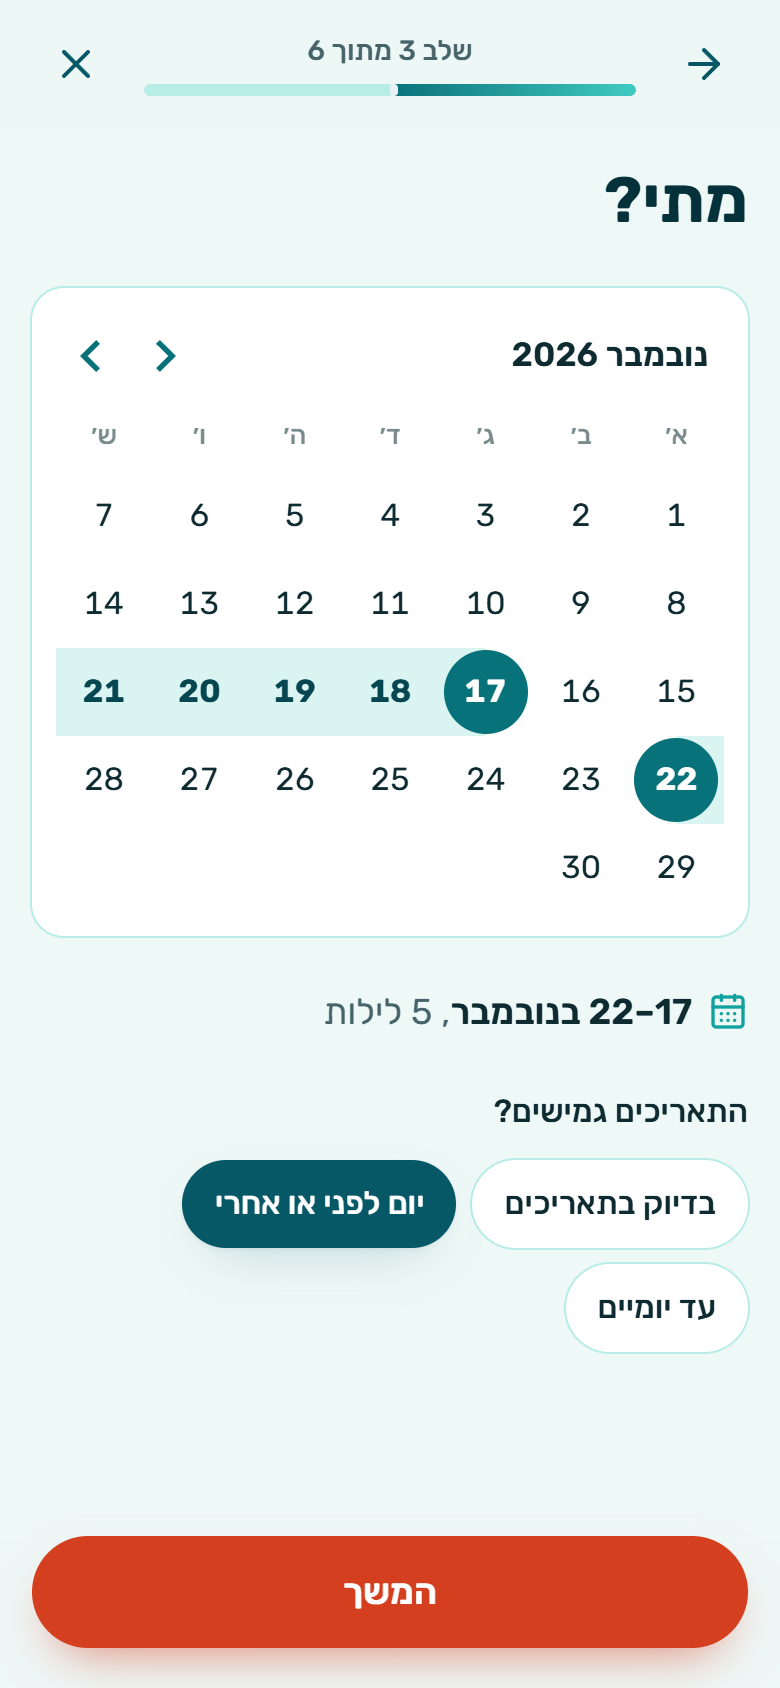 שלב 3 מתוך 6
מתי?
נובמבר 2026
א׳ ב׳ ג׳ ד׳ ה׳ ו׳ ש׳
1 2 3 4 5 6 7
8 9 10 11 12 13 14
15 16 17 18 19 20 21
22 23 24 25 26 27 28
29 30
17–22 בנובמבר, 5 לילות
התאריכים גמישים?
בדיוק בתאריכים יום לפני או אחרי
עד יומיים
המשך